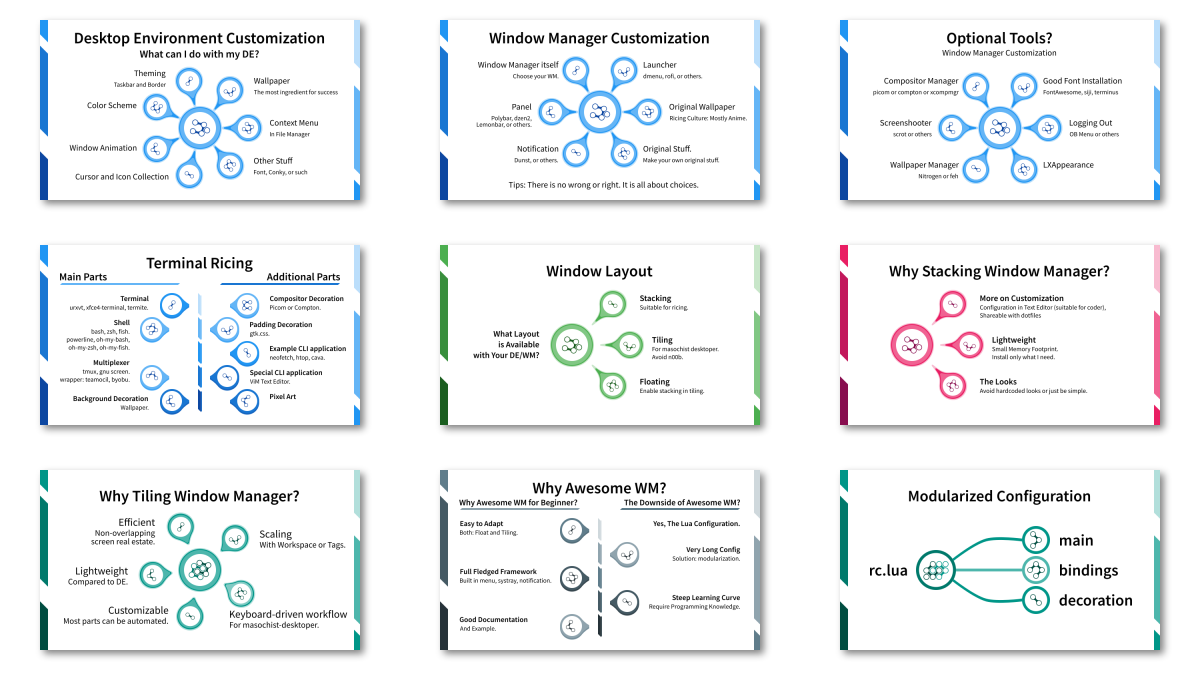 Desktop Environment Customization
What can I do with my DE?
Theming
Taskbar and Border
Color Scheme
Window Animation
Cursor and Icon Collection
Wallpaper
The most ingredient for success
Context Menu
In File Manager
Other Stuff
Font, Conky, or such
Window Manager Customization
Window Manager itself
Choose your WM.
Panel
Polybar, dzen2,
Lemonbar, or others.
Notification
Dunst, or others.
Launcher
dmenu, rofi, or others.
Original Wallpaper
Ricing Culture: Mostly Anime.
Original Stuff.
Make your own original stuff.
Tips: There is no wrong or right. It is all about choices.
Optional Tools?
Window Manager Customization
Compositor Manager
picom or compton or xcompmgr
Screenshooter
scrot or others
Wallpaper Manager
Nitrogen or feh
Good Font Installation
FontAwesome, siji, terminus
Logging Out
OB Menu or others
LXAppearance
Terminal Ricing
Main Parts
Terminal
urxvt, xfce4-terminal, termite.
Shell
bash, zsh, fish.
powerline, oh-my-bash,
oh-my-zsh, oh-my-fish.
Multiplexer
tmux, gnu screen.
wrapper: teamocil, byobu.
Background Decoration
Wallpaper.
Additional Parts
Compositor Decoration
Picom or Compton.
Padding Decoration
gtk.css.
Example CLI application
neofetch, htop, cava.
Special CLI application
ViM Text Editor.
Pixel Art
Window Layout
What Layout
is Available
with Your DE/WM?
Stacking
Suitable for ricing.
Tiling
For masochist desktoper.
Avoid n00b.
Floating
Enable stacking in tiling.
Why Stacking Window Manager?
More on Customization
Configuration in Text Editor (suitable for coder),
Shareable with dotfiles
Lightweight
Small Memory Footprint.
Install only what I need.
The Looks
Avoid hardcoded looks or just be simple.
Why Tiling Window Manager?
Efficient
Non-overlapping
screen real estate.
Lightweight
Compared to DE.
Customizable
Most parts can be automated.
Scaling
With Workspace or Tags.
Keyboard-driven workflow
For masochist-desktoper.
Why Awesome WM?
Why Awesome WM for Beginner?
Easy to Adapt
Both: Float and Tiling.
Full Fledged Framework
Built in menu, systray, notification.
Good Documentation
And Example.
The Downside of Awesome WM?
Yes, The Lua Configuration.
Very Long Config
Solution: modularization.
Steep Learning Curve
Require Programming Knowledge.
Modularized Configuration
rc.lua
main
bindings
decoration